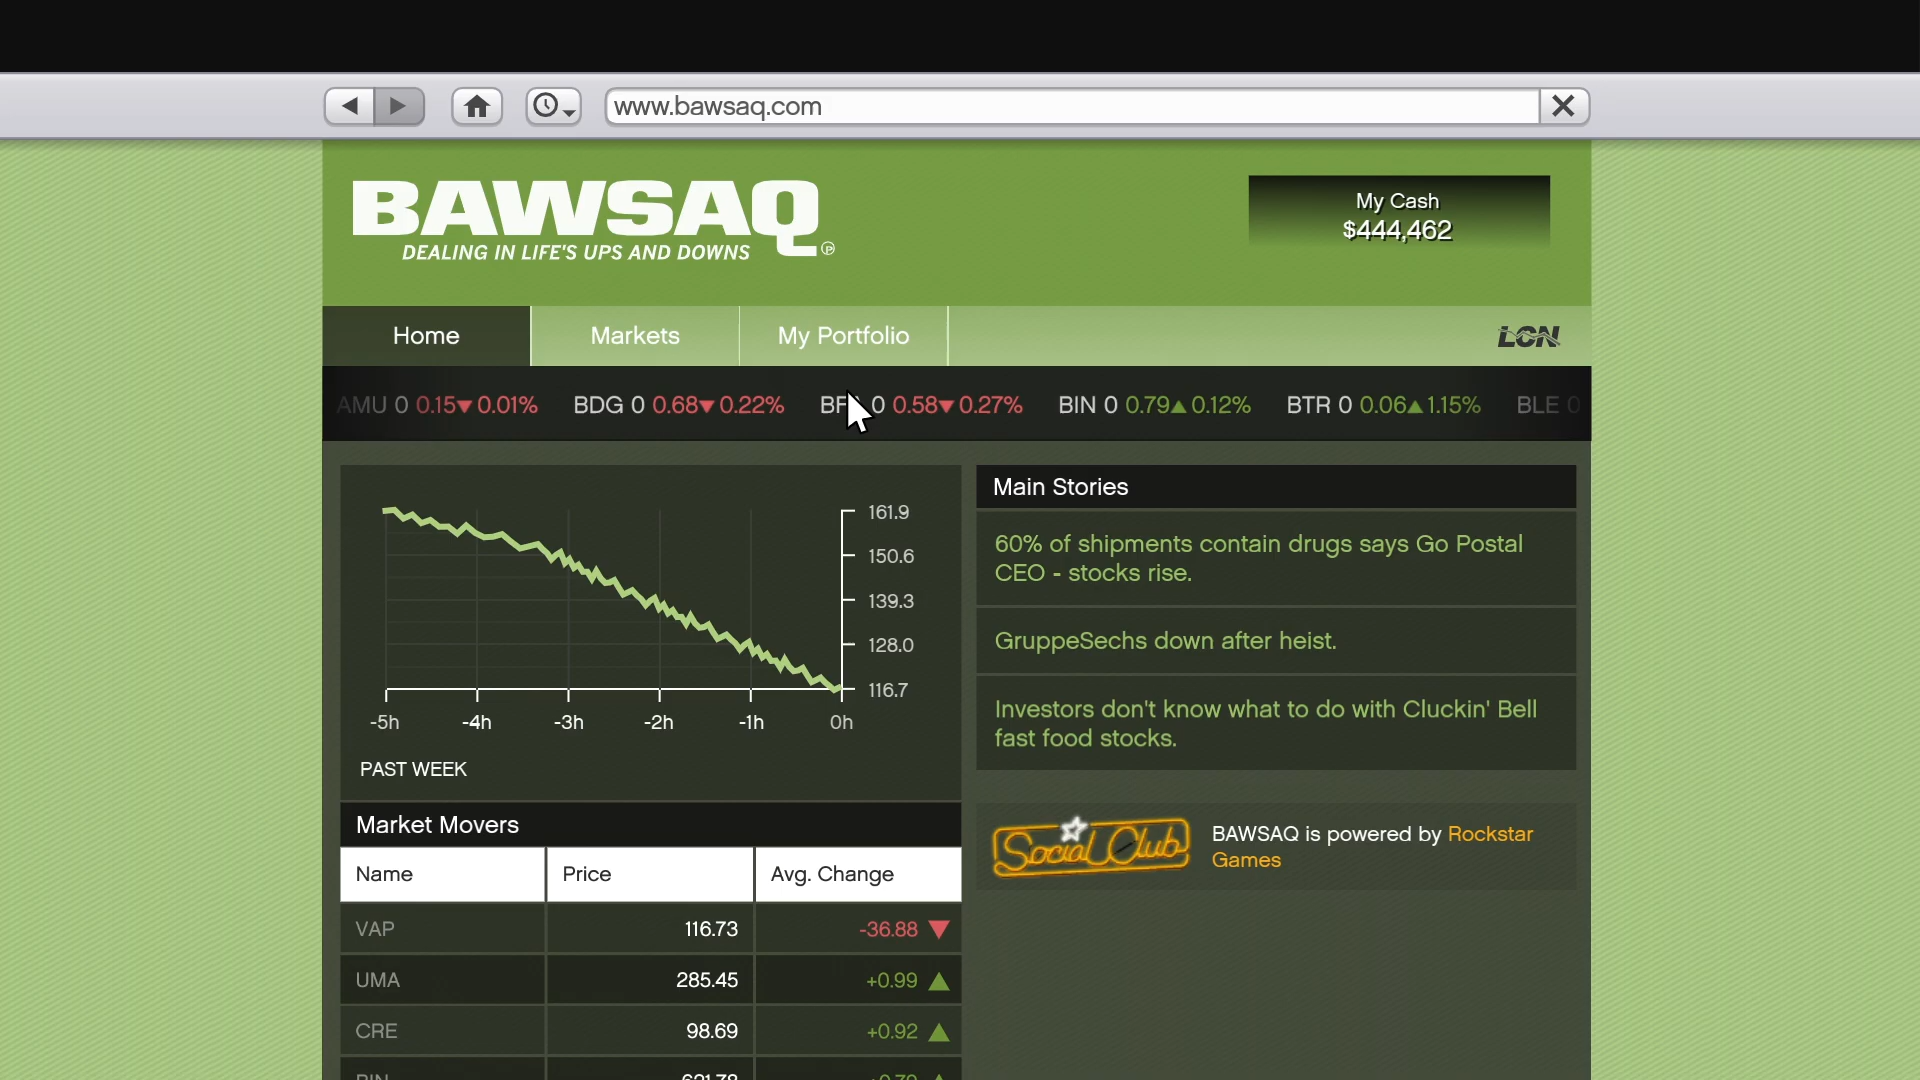 www.bawsaq.com
BAWSAQ
DEALING IN LIFE'S UPS AND DOWNS
My Cash
$444,462
Home
Markets
My Portfolio
LCN
AMU 0 0.15▼0.01% BDG 0 0.68▼0.22% 0 0.58▼0.27% BIN 0 0.79▲0.12% BTR 0 0.06▲1.15% BLE 0
161.9
150.6
139.3
128.0
116.7
-5h -4h -3h -2h -1h 0h
PAST WEEK
Market Movers
Name Price Avg. Change
VAP 116.73 -36.88 ▼
UMA 285.45 +0.99 ▲
CRE 98.69 +0.92 ▲
Main Stories
60% of shipments contain drugs says Go Postal
CEO - stocks rise.
GruppeSechs down after heist.
Investors don't know what to do with Cluckin' Bell
fast food stocks.
Social Club
BAWSAQ is powered by Rockstar
Games